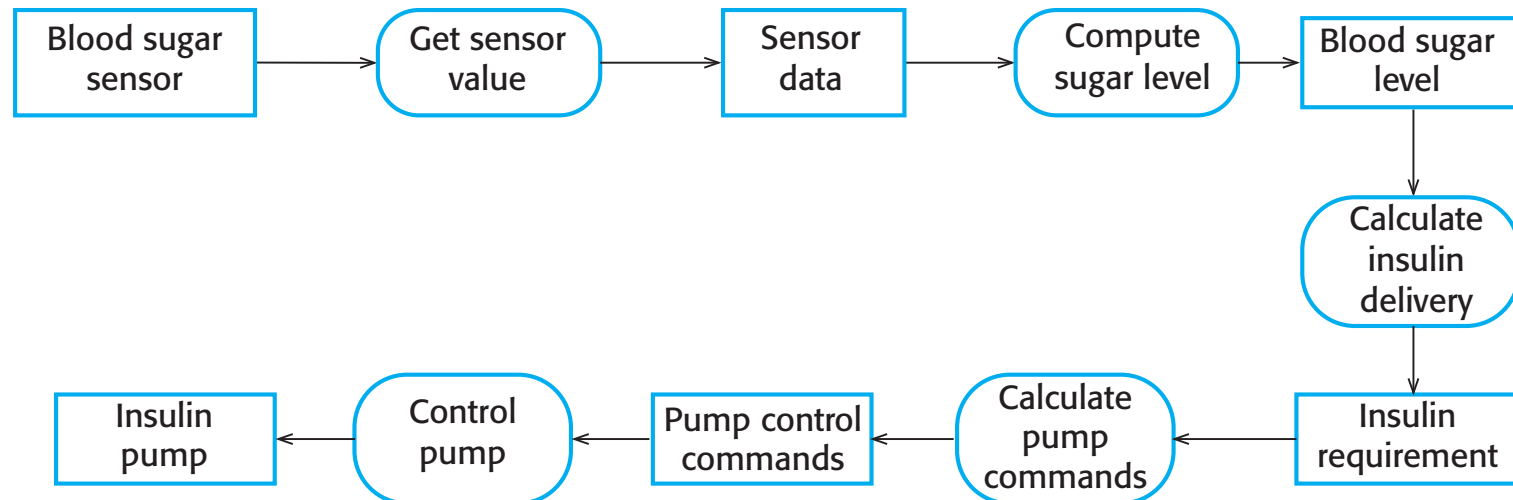 Blood sugar
sensor
Get sensor
value
Sensor
data
Compute
sugar level
Blood sugar
level
Calculate
insulin
delivery
Insulin
requirement
Calculate
pump
commands
Pump control
commands
Control
pump
Insulin
pump